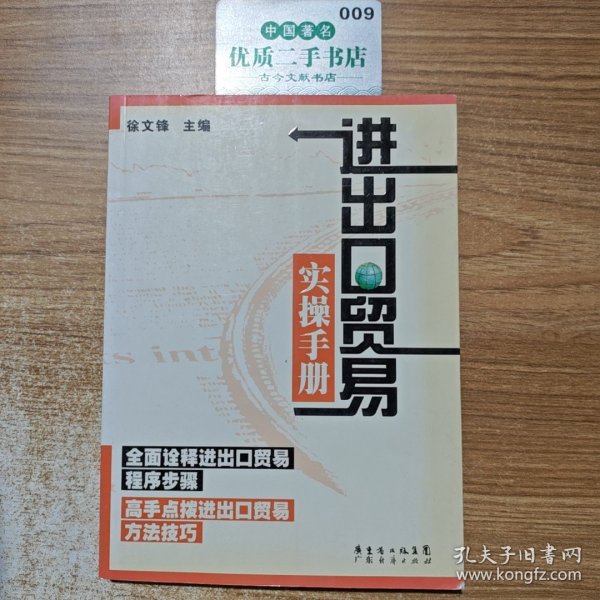 009
中国著名
优质二手书店
古今文献书店
徐文锋 主编
进出口贸易
实操手册
全面诠释进出口贸易
程序步骤
高手点拨进出口贸易
方法技巧
广东省出版集团
广东经济出版社
孔夫子旧书网
www.kongfz.com